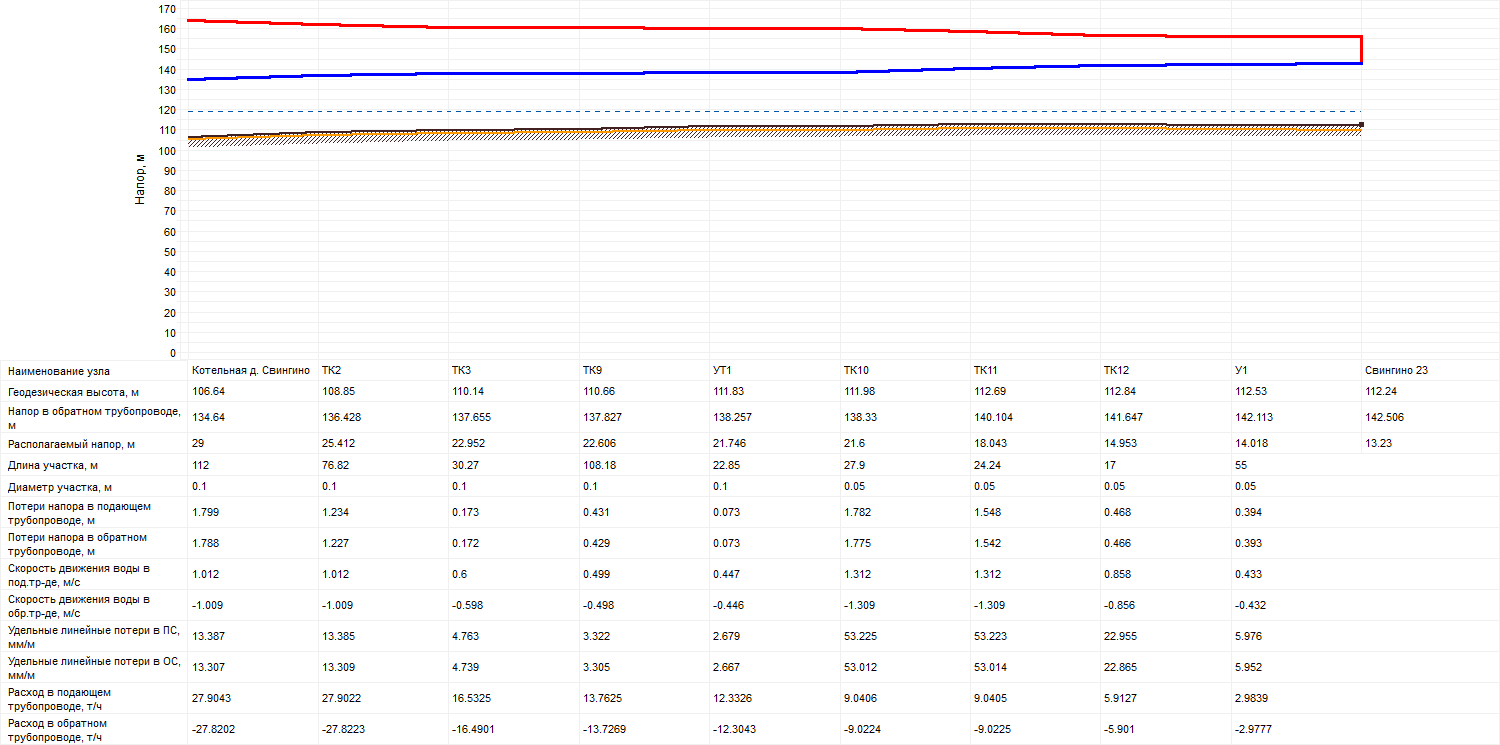 170
160
150
140
130
120
110
100
90
80
70
60
50
40
30
20
10
0
Напор, м
Наименование узла Котельная д. Свингино ТК2 ТК3 ТК9 УТ1 ТК10 ТК11 ТК12 У1 Свингино 23
Геодезическая высота, м 106.64 108.85 110.14 110.66 111.83 111.98 112.69 112.84 112.53 112.24
Напор в обратном трубопроводе,
м 134.64 136.428 137.655 137.827 138.257 138.33 140.104 141.647 142.113 142.506
Располагаемый напор, м 29 25.412 22.952 22.606 21.746 21.6 18.043 14.953 14.018 13.23
Длина участка, м 112 76.82 30.27 108.18 22.85 27.9 24.24 17 55
Диаметр участка, м 0.1 0.1 0.1 0.1 0.1 0.05 0.05 0.05 0.05
Потери напора в подающем
трубопроводе, м 1.799 1.234 0.173 0.431 0.073 1.782 1.548 0.468 0.394
Потери напора в обратном
трубопроводе, м 1.788 1.227 0.172 0.429 0.073 1.775 1.542 0.466 0.393
Скорость движения воды в
под.тр-де, м/с 1.012 1.012 0.6 0.499 0.447 1.312 1.312 0.858 0.433
Скорость движения воды в
обр.тр-де, м/с -1.009 -1.009 -0.598 -0.498 -0.446 -1.309 -1.309 -0.856 -0.432
Удельные линейные потери в ПС,
мм/м 13.387 13.385 4.763 3.322 2.679 53.225 53.223 22.955 5.976
Удельные линейные потери в ОС,
мм/м 13.307 13.309 4.739 3.305 2.667 53.012 53.014 22.865 5.952
Расход в подающем
трубопроводе, т/ч 27.9043 27.9022 16.5325 13.7625 12.3326 9.0406 9.0405 5.9127 2.9839
Расход в обратном
трубопроводе, т/ч -27.8202 -27.8223 -16.4901 -13.7269 -12.3043 -9.0224 -9.0225 -5.901 -2.9777